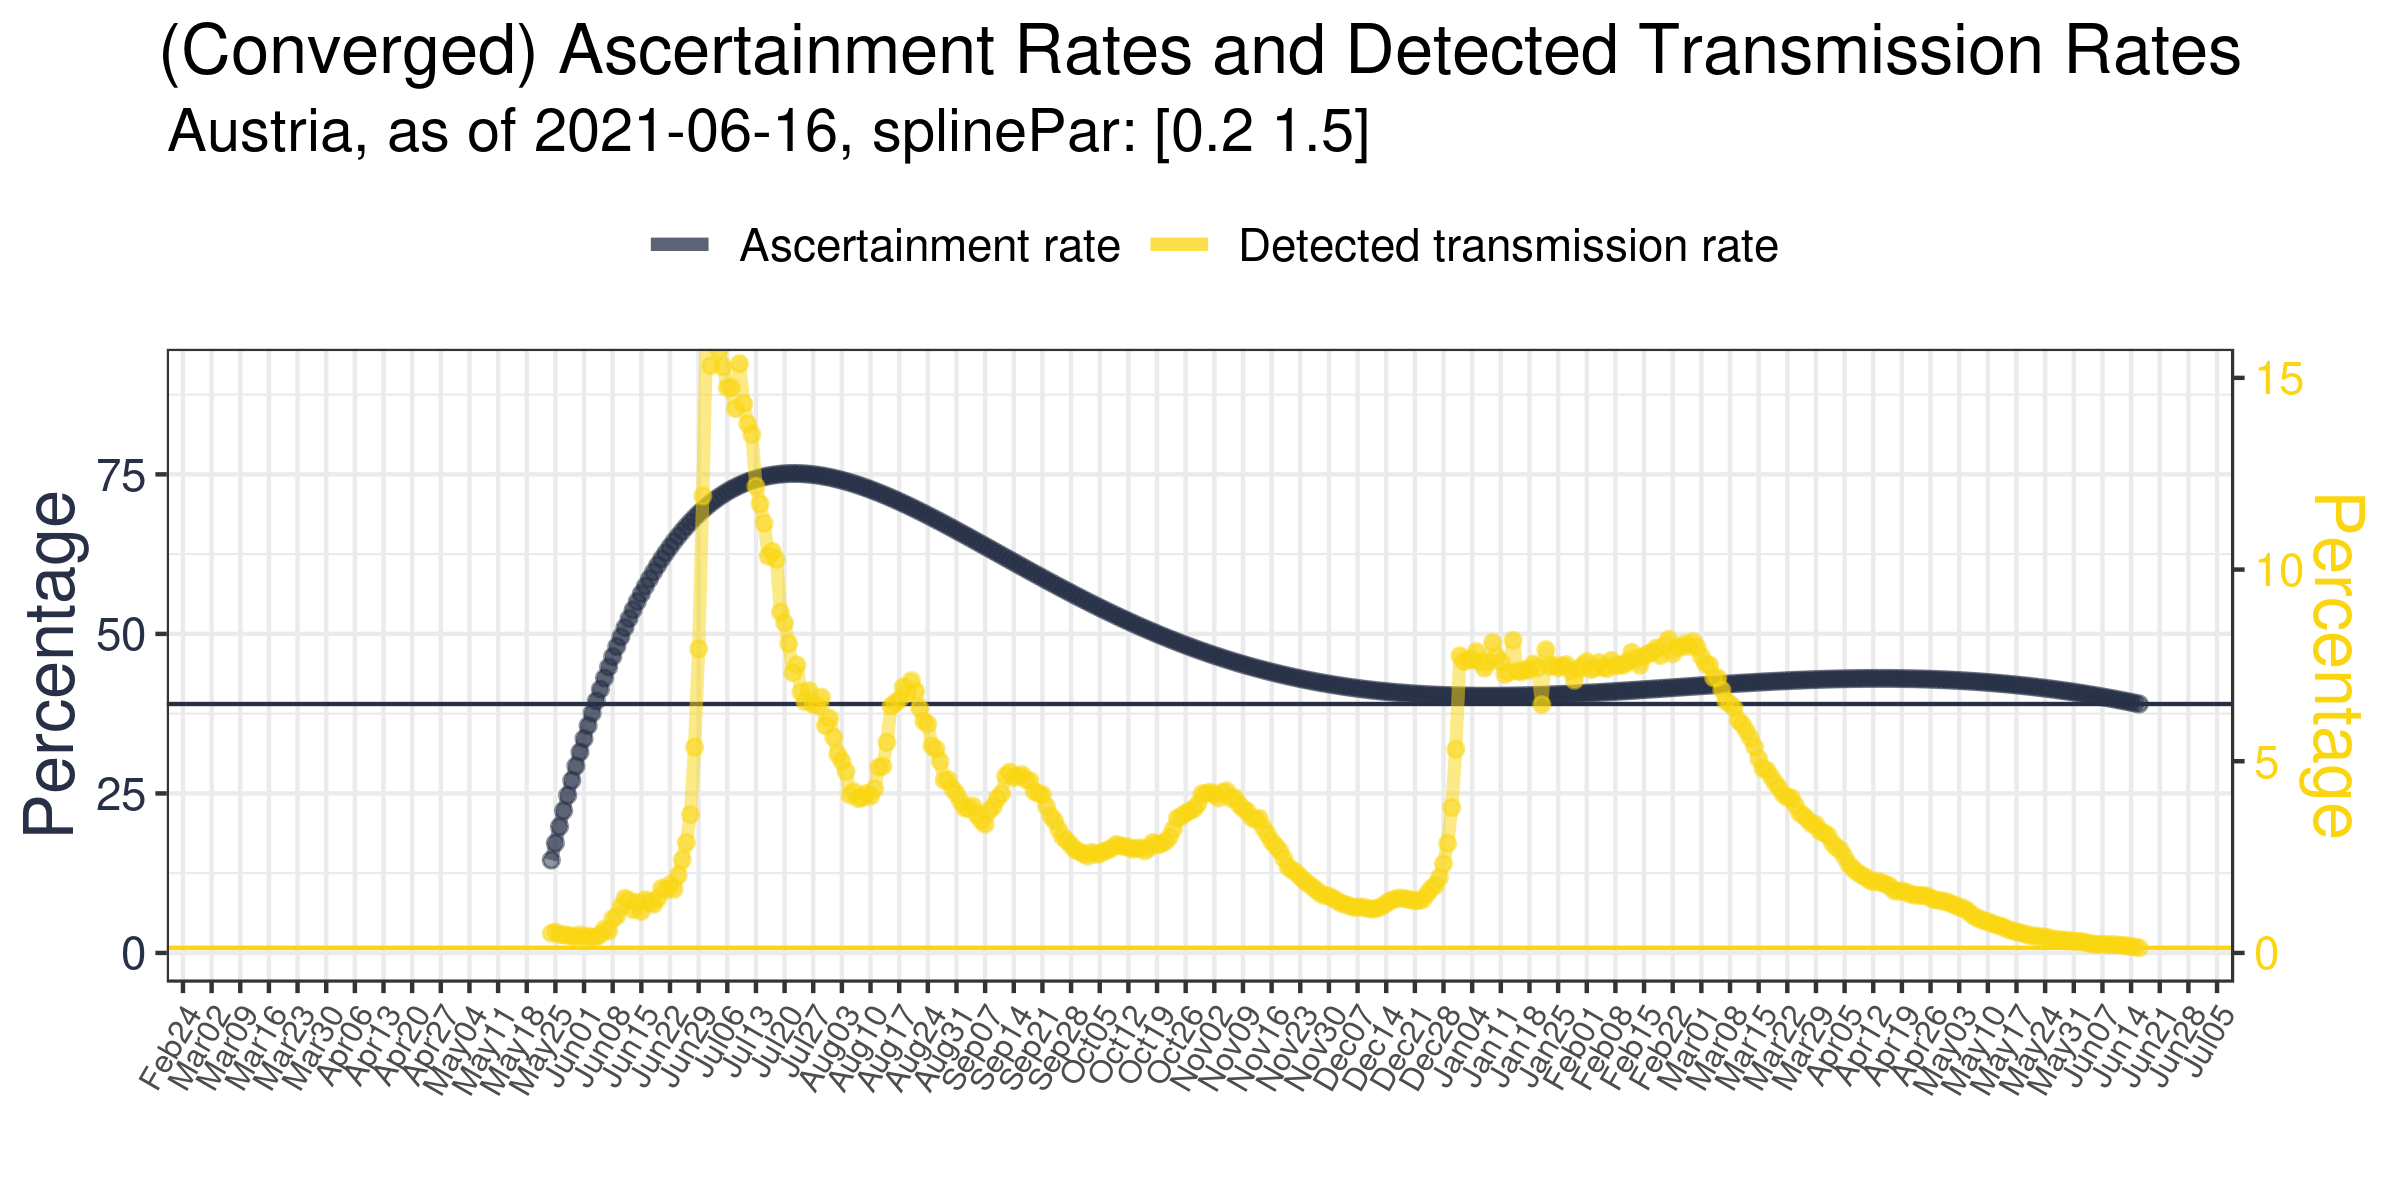 (Converged) Ascertainment Rates and Detected Transmission Rates
Austria, as of 2021-06-16, splinePar: [0.2 1.5]
Ascertainment rate Detected transmission rate
Percentage
75
50
25
0
15
10
5
0
Percentage
Feb24
Mar02
Mar09
Mar16
Mar23
Mar30
Apr06
Apr13
Apr20
Apr27
May04
May11
May18
May25
Jun01
Jun08
Jun15
Jun22
Jun29
Jul06
Jul13
Jul20
Jul27
Aug03
Aug10
Aug17
Aug24
Aug31
Sep07
Sep14
Sep21
Sep28
Oct05
Oct12
Oct19
Oct26
Nov02
Nov09
Nov16
Nov23
Nov30
Dec07
Dec14
Dec21
Dec28
Jan04
Jan11
Jan18
Jan25
Feb01
Feb08
Feb15
Feb22
Mar01
Mar08
Mar15
Mar22
Mar29
Apr05
Apr12
Apr19
Apr26
May03
May10
May17
May24
May31
Jun07
Jun14
Jun21
Jun28
Jul05